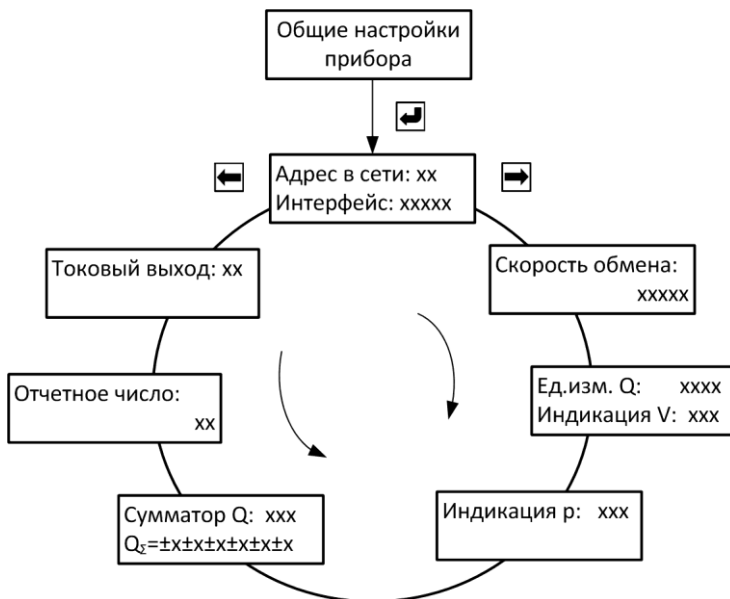 Общие настройки
прибора
Адрес в сети: xx
Интерфейс: xxxxx
Токовый выход: xx
Скорость обмена:
xxxxx
Отчетное число:
xx
Ед.изм. Q: xxxx
Индикация V: xxx
Сумматор Q: xxx
QΣ=±x±x±x±x±x±x
Индикация p: xxx